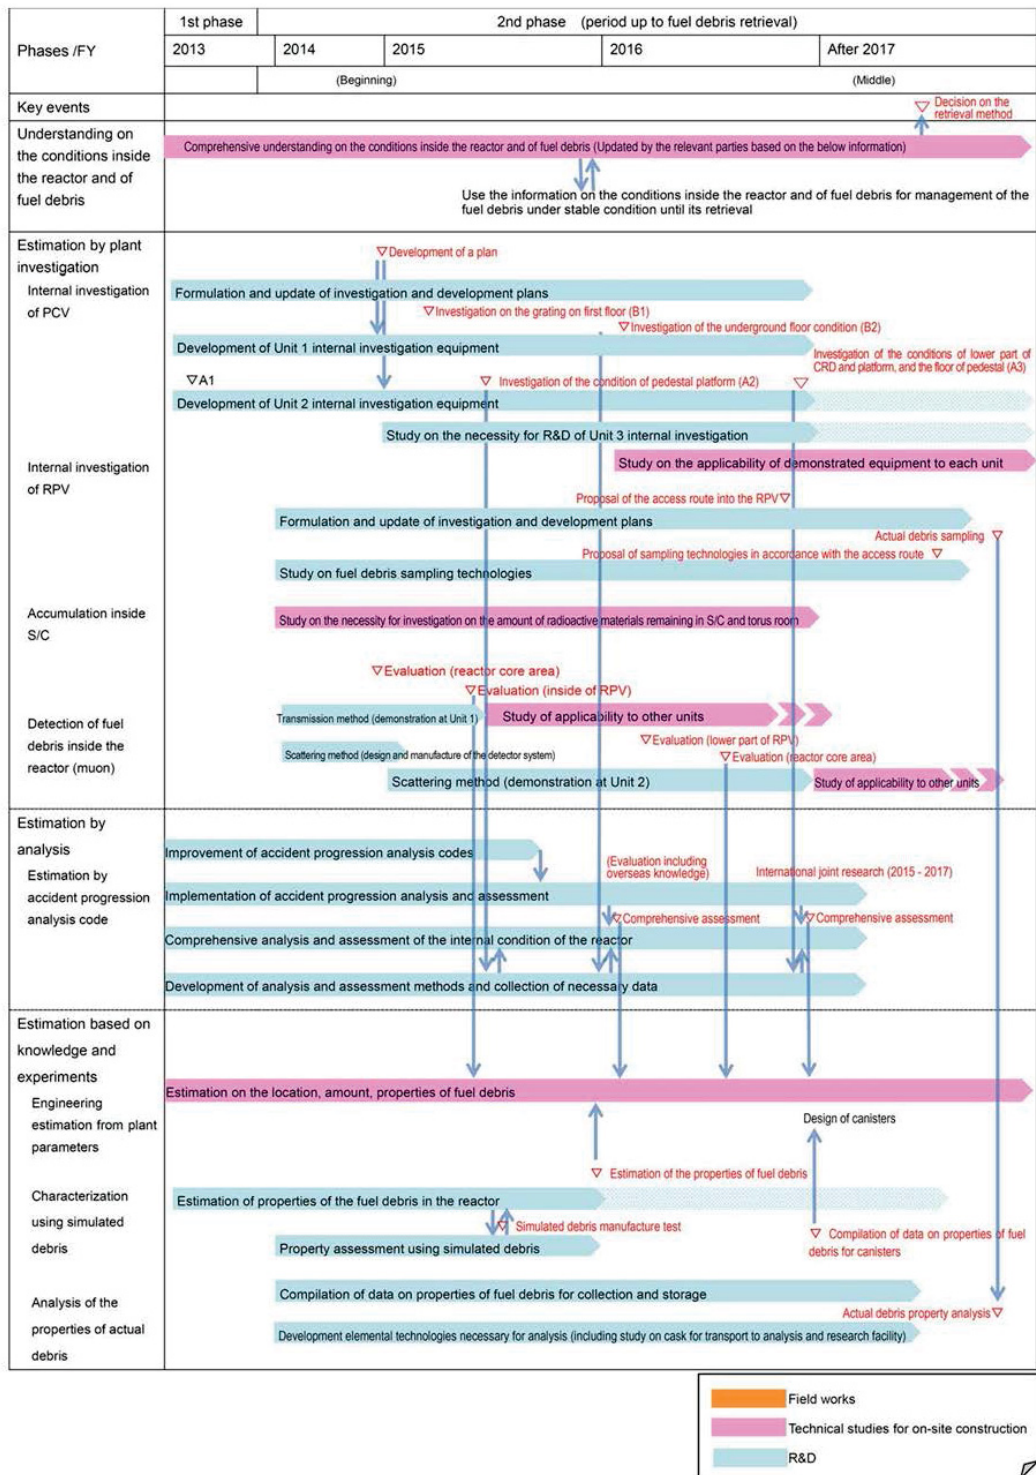 1st phase
2nd phase (period up to fuel debris retrieval)
Phases /FY
2013
2014
2015
2016
After 2017
(Beginning)
(Middle)
Key events
Decision on the
retrieval method
Understanding on
the conditions inside
the reactor and of
fuel debris
Comprehensive understanding on the conditions inside the reactor and of fuel debris (Updated by the relevant parties based on the below information)
Use the information on the conditions inside the reactor and of fuel debris for management of the
fuel debris under stable condition until its retrieval
Estimation by plant
investigation
Development of a plan
Internal investigation
of PCV
Formulation and update of investigation and development plans
Investigation on the grating on first floor (B1)
Investigation of the underground floor condition (B2)
Development of Unit 1 internal investigation equipment
Investigation of the conditions of lower part of
CRD and platform, and the floor of pedestal (A3)
A1
Investigation of the condition of pedestal platform (A2)
Development of Unit 2 internal investigation equipment
Study on the necessity for R&D of Unit 3 internal investigation
Internal investigation
of RPV
Study on the applicability of demonstrated equipment to each unit
Proposal of the access route into the RPV
Formulation and update of investigation and development plans
Actual debris sampling
Proposal of sampling technologies in accordance with the access route
Study on fuel debris sampling technologies
Accumulation inside
S/C
Study on the necessity for investigation on the amount of radioactive materials remaining in S/C and torus room
Evaluation (reactor core area)
Evaluation (inside of RPV)
Detection of fuel
debris inside the
reactor (muon)
Transmission method (demonstration at Unit 1)
Study of applicability to other units
Evaluation (lower part of RPV)
Scattering method (design and manufacture of the detector system)
Evaluation (reactor core area)
Scattering method (demonstration at Unit 2)
Study of applicability to other units
Estimation by
analysis
Estimation by
accident progression
analysis code
Improvement of accident progression analysis codes
(Evaluation including
overseas knowledge)
International joint research (2015 - 2017)
Implementation of accident progression analysis and assessment
Comprehensive assessment
Comprehensive assessment
Comprehensive analysis and assessment of the internal condition of the reactor
Development of analysis and assessment methods and collection of necessary data
Estimation based on
knowledge and
experiments
Engineering
estimation from plant
parameters
Estimation on the location, amount, properties of fuel debris
Design of canisters
Estimation of the properties of fuel debris
Characterization
using simulated
debris
Estimation of properties of the fuel debris in the reactor
Simulated debris manufacture test
Compilation of data on properties of fuel
debris for canisters
Property assessment using simulated debris
Analysis of the
properties of actual
debris
Compilation of data on properties of fuel debris for collection and storage
Actual debris property analysis
Development elemental technologies necessary for analysis (including study on cask for transport to analysis and research facility)
Field works
Technical studies for on-site construction
R&D